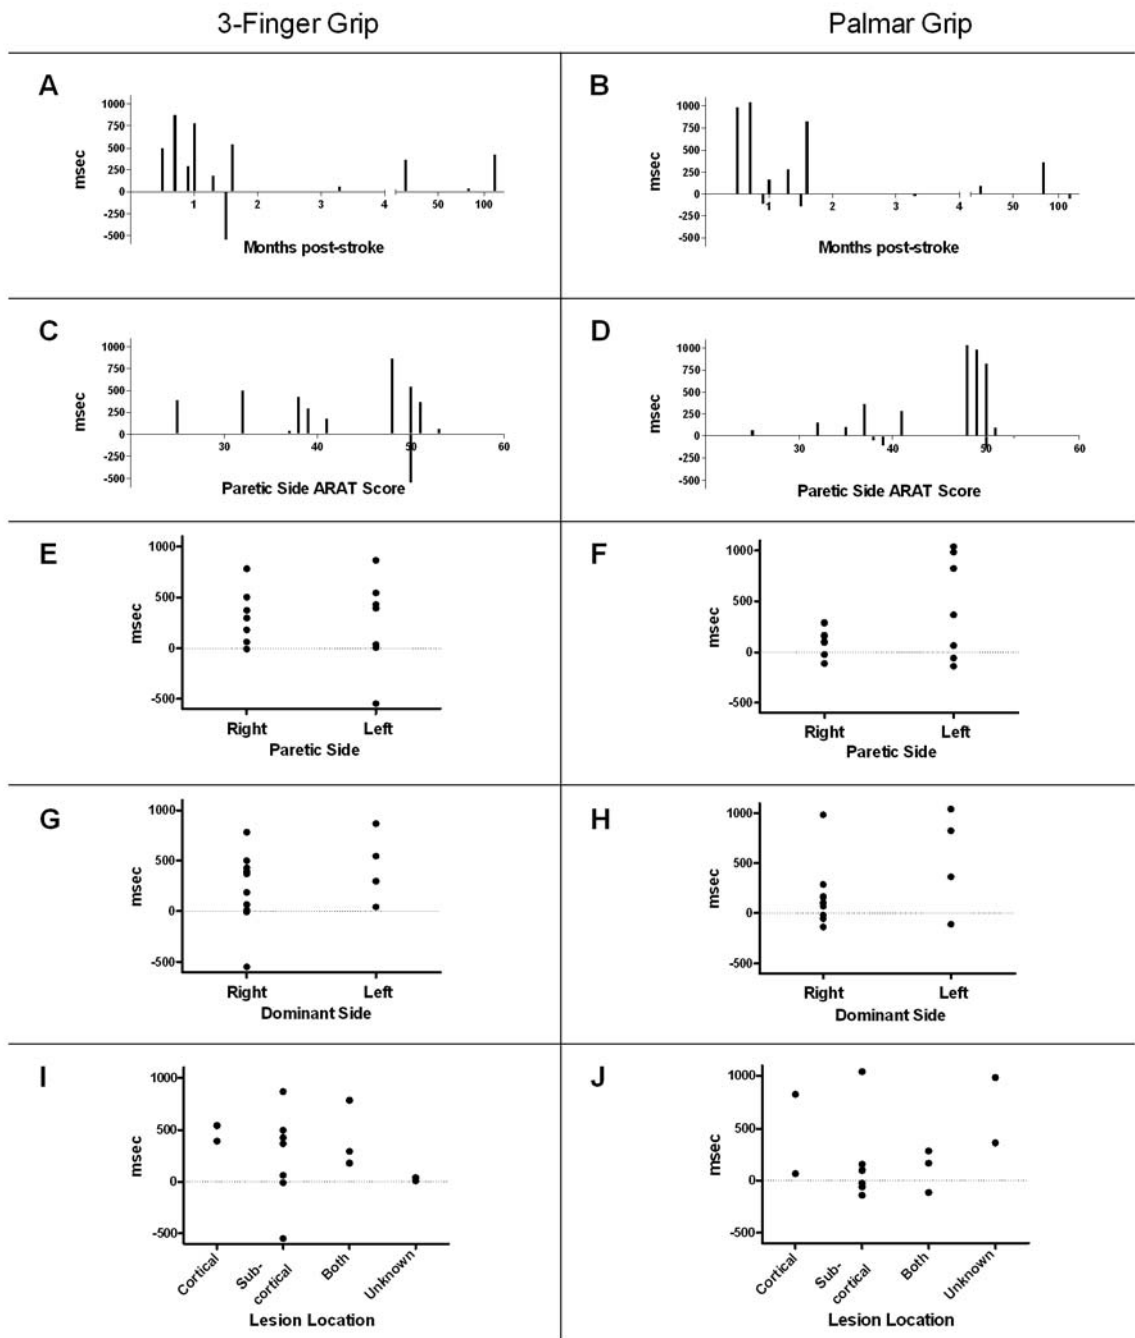 3-Finger Grip
Palmar Grip
A
1000
750
500
250
0
-250
-500
msec
1 2 3 4 50 100
Months post-stroke
B
1000
750
500
250
0
-250
-500
msec
1 2 3 4 50 100
Months post-stroke
C
1000
750
500
250
0
-250
-500
msec
30 40 50 60
Paretic Side ARAT Score
D
1000
750
500
250
0
-250
-500
msec
30 40 50 60
Paretic Side ARAT Score
E
1000
500
0
-500
msec
Right Left
Paretic Side
F
1000
500
0
-500
msec
Right Left
Paretic Side
G
1000
500
0
-500
msec
Right Left
Dominant Side
H
1000
500
0
-500
msec
Right Left
Dominant Side
I
1000
500
0
-500
msec
Cortical
Sub-
cortical
Both
Unknown
Lesion Location
J
1000
500
0
-500
msec
Cortical
Sub-
cortical
Both
Unknown
Lesion Location